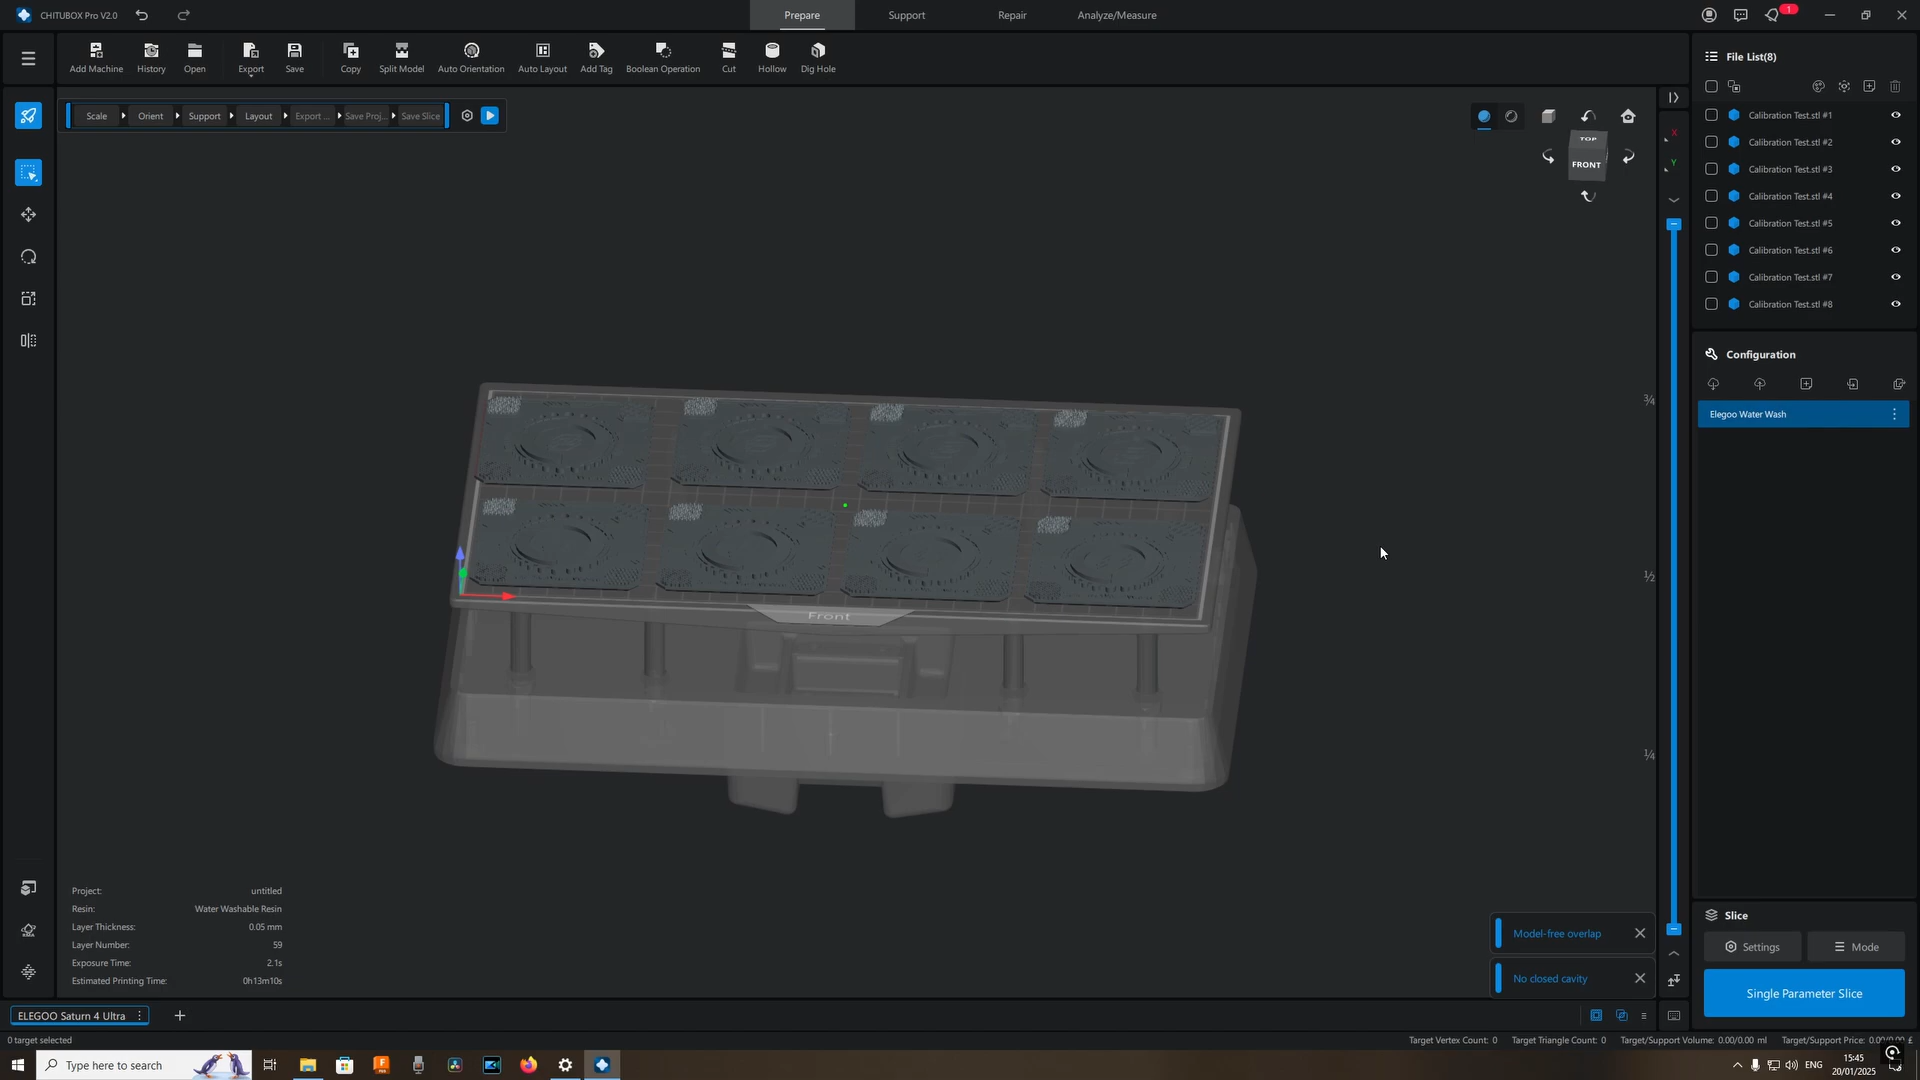 CHITUBOX Pro V2.0
Prepare
Support
Repair
Analyze/Measure
1
Add Machine
History
Open
Export
Save
Copy
Split Model
Auto Orientation
Auto Layout
Add Tag
Boolean Operation
Cut
Hollow
Dig Hole
File List(8)
Scale
Orient
Support
Layout
Export ...
Save Proj...
Save Slice
TOP
FRONT
X
Y
Calibration Test.stl #1
Calibration Test.stl #2
Calibration Test.stl #3
Calibration Test.stl #4
Calibration Test.stl #5
Calibration Test.stl #6
Calibration Test.stl #7
Calibration Test.stl #8
Configuration
Elegoo Water Wash
¾
½
¼
Front
Project: untitled
Resin: Water Washable Resin
Layer Thickness: 0.05 mm
Layer Number: 59
Exposure Time: 2.1s
Estimated Printing Time: 0h13m10s
Model-free overlap
No closed cavity
Slice
Settings
Mode
Single Parameter Slice
ELEGOO Saturn 4 Ultra
0 target selected
Target Vertex Count: 0 Target Triangle Count: 0 Target/Support Volume: 0.00/0.00 ml Target/Support Price: 0.00/0.00 £
Type here to search
ENG
15:45
20/01/2025